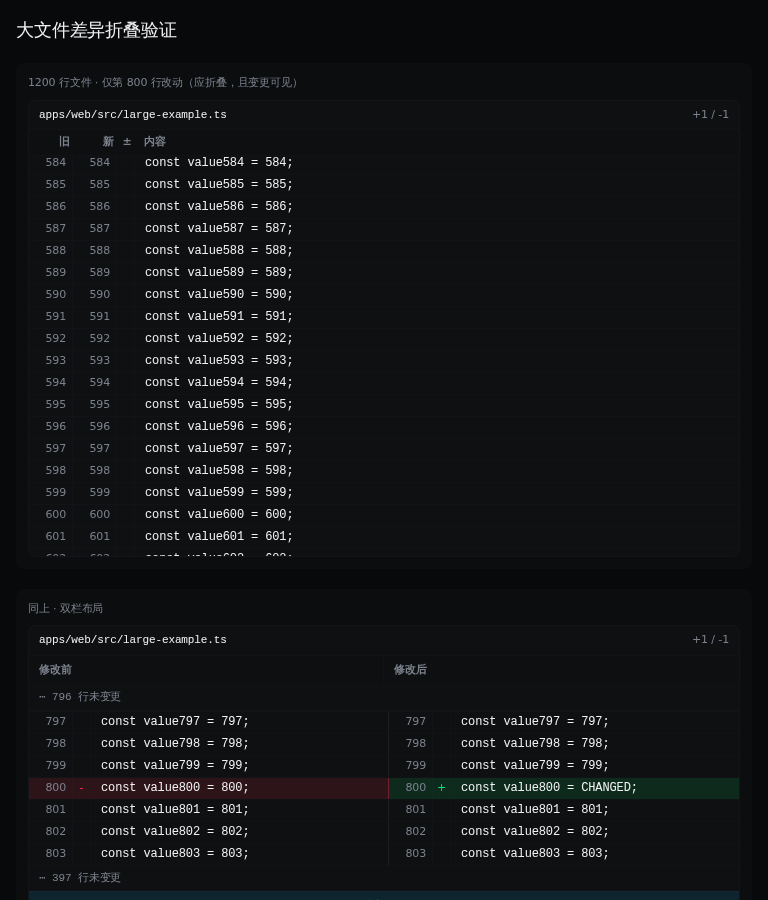 大文件差异折叠验证
1200 行文件 · 仅第 800 行改动（应折叠，且变更可见）
apps/web/src/large-example.ts +1 / -1
旧 新 ± 内容
584 584 const value584 = 584;
585 585 const value585 = 585;
586 586 const value586 = 586;
587 587 const value587 = 587;
588 588 const value588 = 588;
589 589 const value589 = 589;
590 590 const value590 = 590;
591 591 const value591 = 591;
592 592 const value592 = 592;
593 593 const value593 = 593;
594 594 const value594 = 594;
595 595 const value595 = 595;
596 596 const value596 = 596;
597 597 const value597 = 597;
598 598 const value598 = 598;
599 599 const value599 = 599;
600 600 const value600 = 600;
601 601 const value601 = 601;
同上 · 双栏布局
apps/web/src/large-example.ts +1 / -1
修改前 修改后
⋯ 796 行未变更
797 const value797 = 797; 797 const value797 = 797;
798 const value798 = 798; 798 const value798 = 798;
799 const value799 = 799; 799 const value799 = 799;
800 - const value800 = 800; 800 + const value800 = CHANGED;
801 const value801 = 801; 801 const value801 = 801;
802 const value802 = 802; 802 const value802 = 802;
803 const value803 = 803; 803 const value803 = 803;
⋯ 397 行未变更